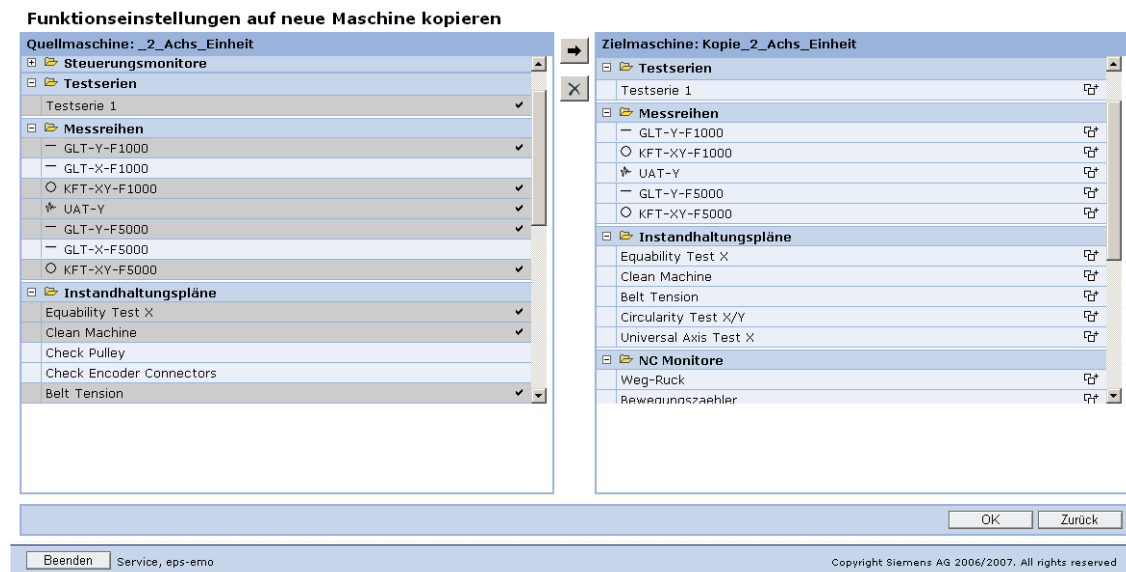 Funktionseinstellungen auf neue Maschine kopieren
Quellmaschine: _2_Achs_Einheit
Steuerungsmonitore
Testserien
Testserie 1
Messreihen
GLT-Y-F1000
GLT-X-F1000
KFT-XY-F1000
UAT-Y
GLT-Y-F5000
GLT-X-F5000
KFT-XY-F5000
Instandhaltungspläne
Equability Test X
Clean Machine
Check Pulley
Check Encoder Connectors
Belt Tension
Zielmaschine: Kopie_2_Achs_Einheit
Testserien
Testserie 1
Messreihen
GLT-Y-F1000
KFT-XY-F1000
UAT-Y
GLT-Y-F5000
KFT-XY-F5000
Instandhaltungspläne
Equability Test X
Clean Machine
Belt Tension
Circularity Test X/Y
Universal Axis Test X
NC Monitore
Weg-Ruck
Bewegungszaehler
OK
Zurück
Beenden
Service, eps-emo
Copyright Siemens AG 2006/2007. All rights reserved